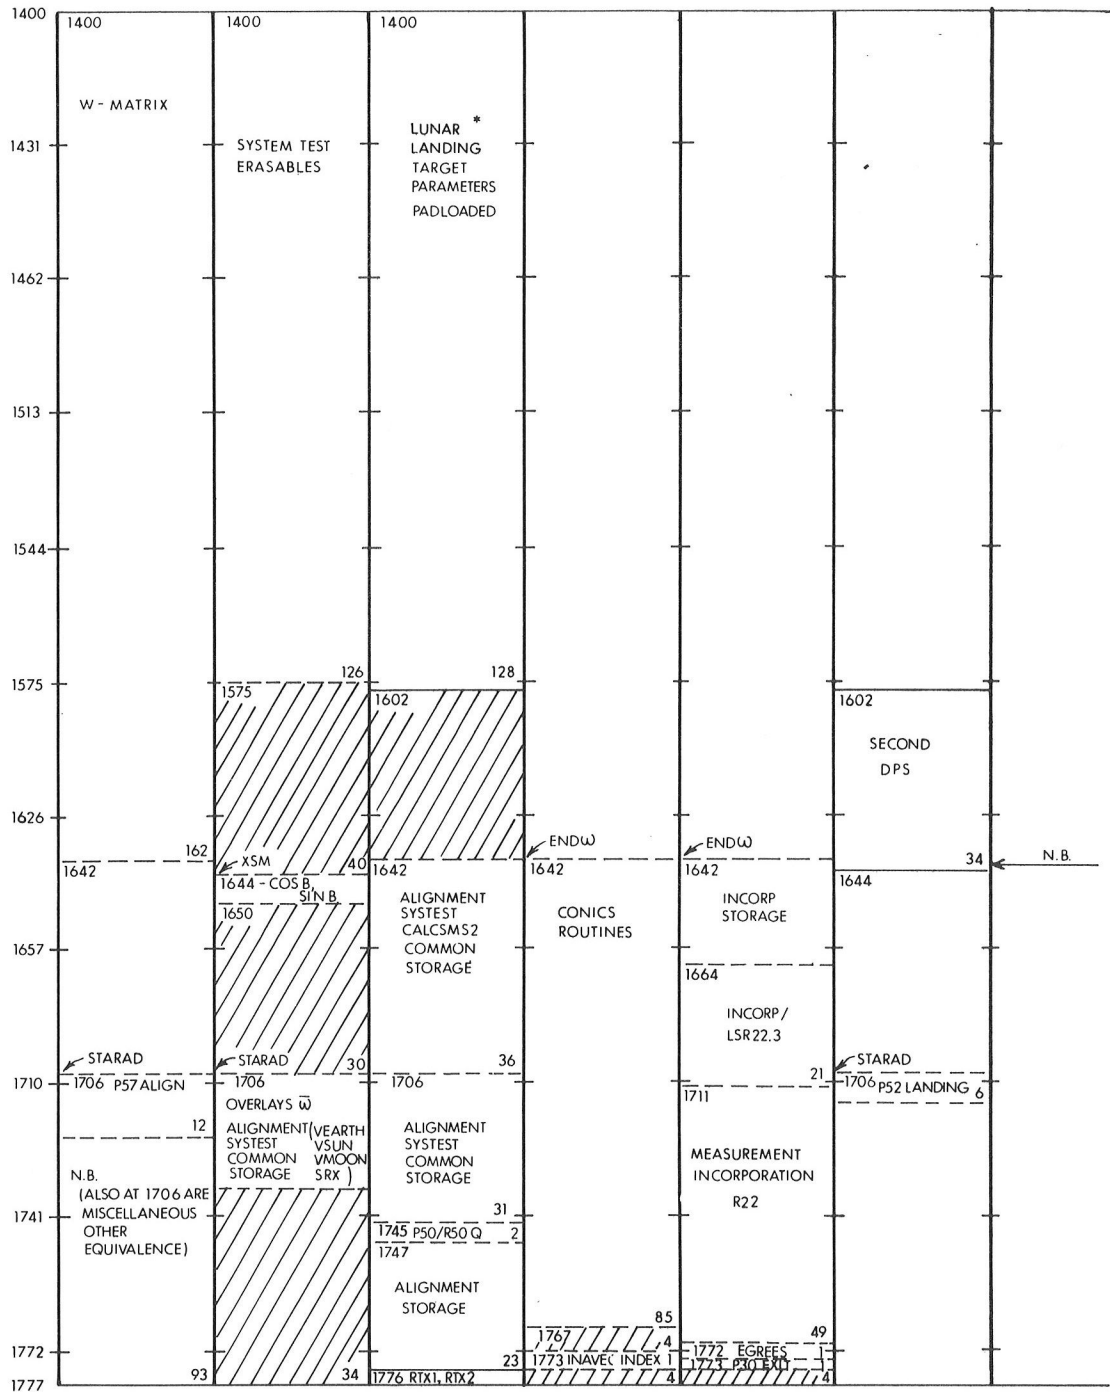 1400
1431
1462
1513
1544
1575
1626
1657
1710
1741
1772
1777
1400
W - MATRIX
162
1642
STARAD
1706 P57 ALIGN
12
N.B.
(ALSO AT 1706 ARE
MISCELLANEOUS
OTHER
EQUIVALENCE)
93
1400
SYSTEM TEST
ERASABLES
126
1575
XSM
40
1644 - COS B,
SIN B
1650
STARAD
30
1706
OVERLAYS ω̅
ALIGNMENT (VEARTH
SYSTEST VSUN
COMMON VMOON
STORAGE SRX )
34
1400
LUNAR *
LANDING
TARGET
PARAMETERS
PADLOADED
128
1602
1642
ALIGNMENT
SYSTEST
CALCSMS2
COMMON
STORAGE
36
1706
ALIGNMENT
SYSTEST
COMMON
STORAGE
31
1745 P50/R50 Q 2
1747
ALIGNMENT
STORAGE
23
1776 RTX1, RTX2
ENDω
1642
CONICS
ROUTINES
85
1767
4
1773 INAVEC INDEX 1
4
ENDω
1642
INCORP
STORAGE
1664
INCORP/
LSR22.3
21
1711
MEASUREMENT
INCORPORATION
R22
49
1772 EGREES 1
1773 P30 EXIT 1
4
1602
SECOND
DPS
34
1644
STARAD
1706 P52 LANDING 6
N.B.